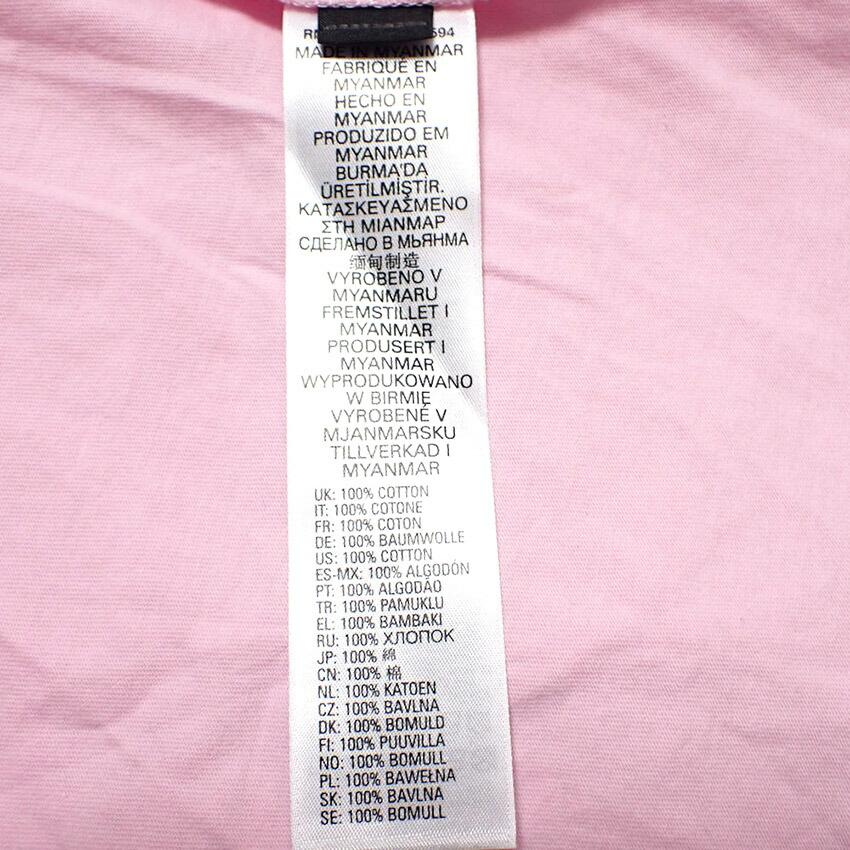 594
MADE IN MYANMAR
FABRIQUÉ EN
MYANMAR
HECHO EN
MYANMAR
PRODUZIDO EM
MYANMAR
BURMA'DA
ÜRETİLMİŞTİR.
ΚΑΤΑΣΚΕΥΑΣΜΕΝΟ
ΣΤΗ ΜΙΑΝΜΑΡ
СДЕЛАНО В МЬЯНМА
缅甸制造
VYROBENO V
MYANMARU
FREMSTILLET I
MYANMAR
PRODUSERT I
MYANMAR
WYPRODUKOWANO
W BIRMIE
VYROBENÉ V
MJANMARSKU
TILLVERKAD I
MYANMAR
UK: 100% COTTON
IT: 100% COTONE
FR: 100% COTON
DE: 100% BAUMWOLLE
US: 100% COTTON
ES-MX: 100% ALGODÓN
PT: 100% ALGODÃO
TR: 100% PAMUKLU
EL: 100% ΒΑΜΒΑΚΙ
RU: 100% ХЛОПОК
JP: 100% 綿
CN: 100% 棉
NL: 100% KATOEN
CZ: 100% BAVLNA
DK: 100% BOMULD
FI: 100% PUUVILLA
NO: 100% BOMULL
PL: 100% BAWEŁNA
SK: 100% BAVLNA
SE: 100% BOMULL